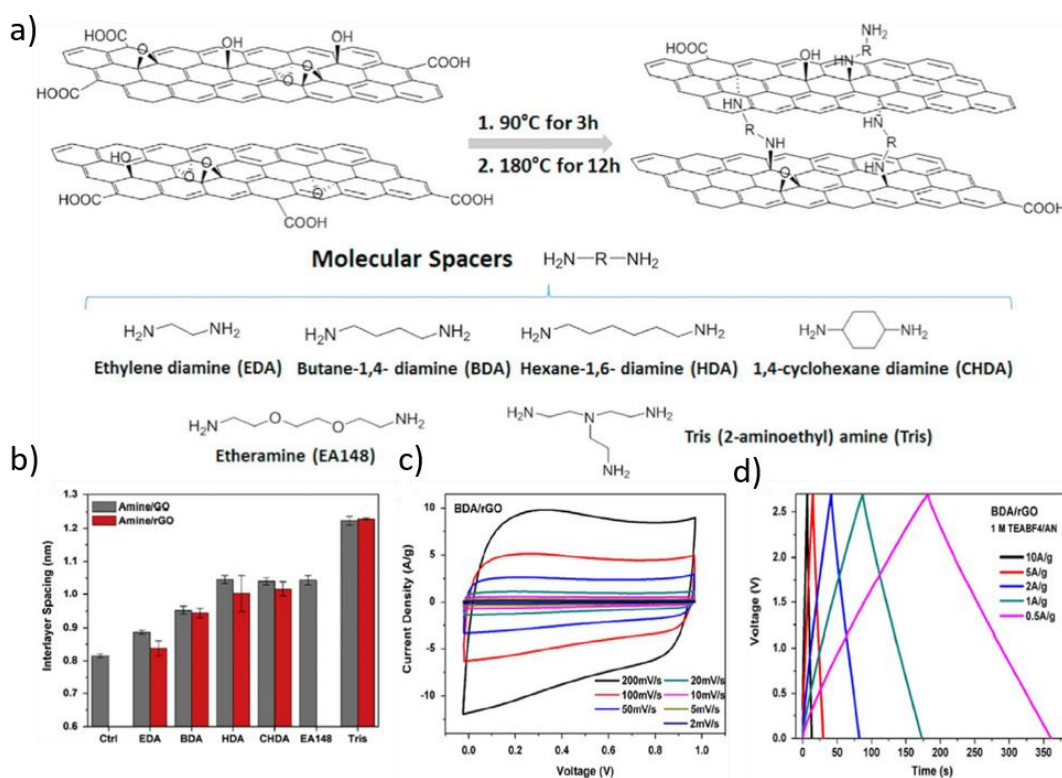 a)
HOOC
O
OH
OH
O
COOH
HOOC
HO
O
O
HOOC
COOH
COOH
1. 90°C for 3h
2. 180°C for 12h
NH2
R
HOOC
OH
HN
HN
R
NH
HN
R
HN
O
COOH
Molecular Spacers H2N-R-NH2
H2N NH2
Ethylene diamine (EDA)
H2N NH2
Butane-1,4- diamine (BDA)
H2N NH2
Hexane-1,6- diamine (HDA)
H2N NH2
1,4-cyclohexane diamine (CHDA)
H2N O O NH2
Etheramine (EA148)
H2N N NH2
NH2
Tris (2-aminoethyl) amine (Tris)
b)
Amine/GO
Amine/rGO
Interlayer Spacing (nm)
1.3
1.2
1.1
1.0
0.9
0.8
0.7
0.6
Ctrl EDA BDA HDA CHDA EA148 Tris
c)
BDA/rGO
Current Density (A/g)
10
5
0
-5
-10
200mV/s 20mV/s
100mV/s 10mV/s
50mV/s 5mV/s
2mV/s
0.0 0.2 0.4 0.6 0.8 1.0
Voltage (V)
d)
BDA/rGO
1 M TEABF4/AN
10A/g
5A/g
2A/g
1A/g
0.5A/g
Voltage (V)
2.5
2.0
1.5
1.0
0.5
0.0
0 50 100 150 200 250 300 350
Time (s)